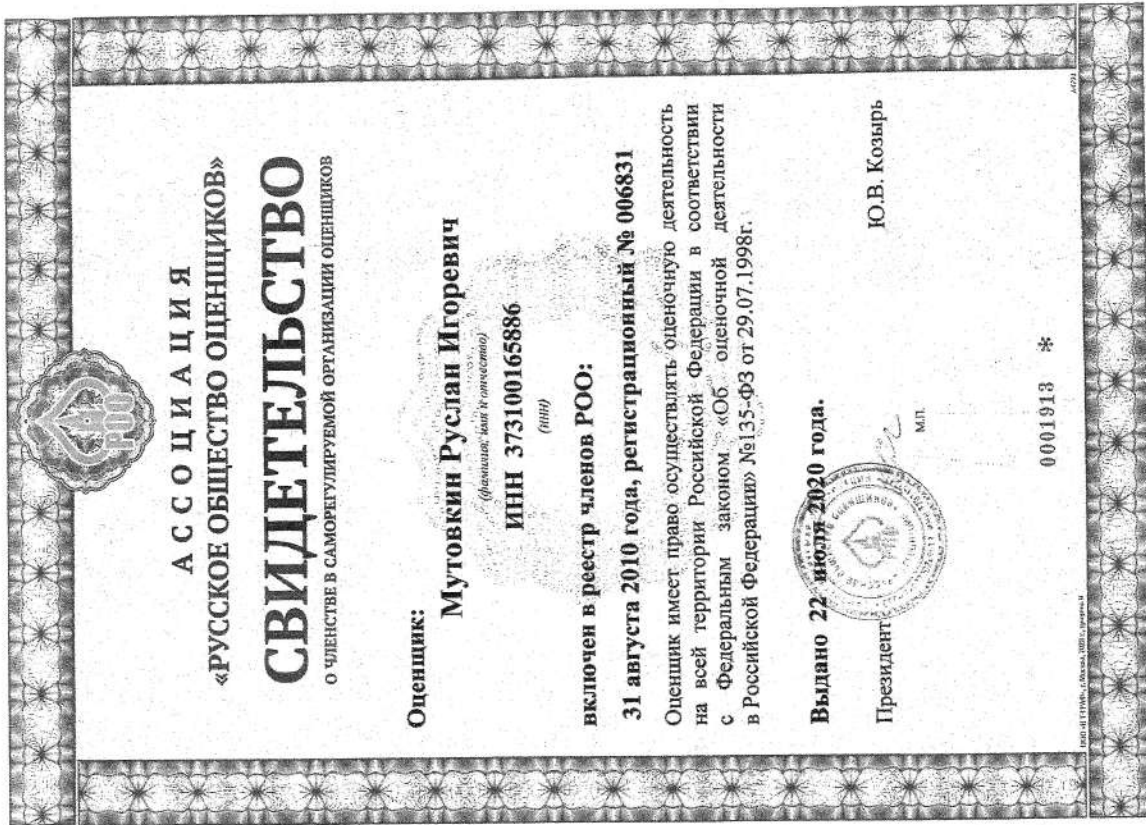 РОО
АССОЦИАЦИЯ
«РУССКОЕ ОБЩЕСТВО ОЦЕНЩИКОВ»
СВИДЕТЕЛЬСТВО
О ЧЛЕНСТВЕ В САМОРЕГУЛИРУЕМОЙ ОРГАНИЗАЦИИ ОЦЕНЩИКОВ
Оценщик:
Мутовкин Руслан Игоревич
(фамилия, имя и отчество)
ИНН 373100165886
(инн)
включен в реестр членов РОО:
31 августа 2010 года, регистрационный № 006831
Оценщик имеет право осуществлять оценочную деятельность
на всей территории Российской Федерации в соответствии
с Федеральным законом «Об оценочной деятельности
в Российской Федерации» №135-ФЗ от 29.07.1998г.
Выдано 22 июля 2020 года.
Президент
Ю.В. Козырь
М.П.
0001913 *